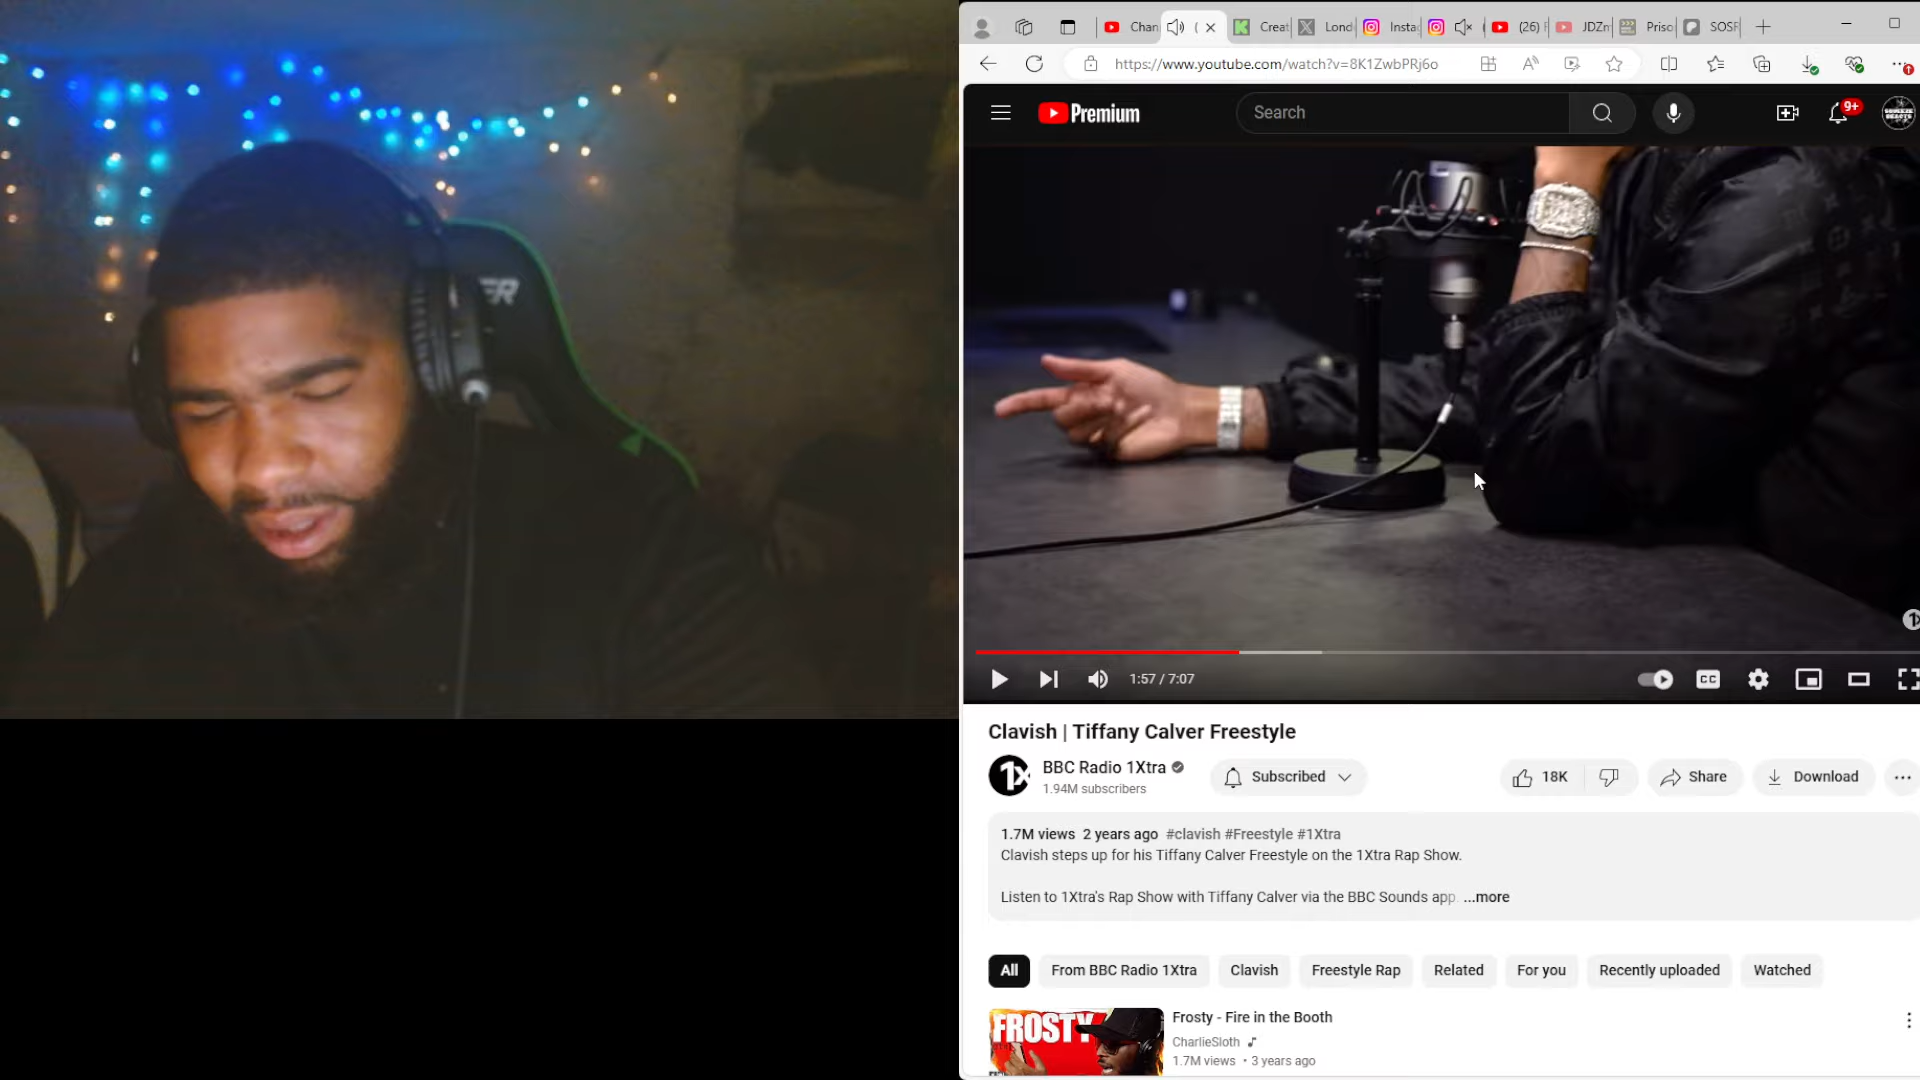 Chan
Creat
Lond
Insta
(26) F
JDZn
Priso
SOSF
https://www.youtube.com/watch?v=8K1ZwbPRj6o
Premium
Search
9+
1:57 / 7:07
CC
Clavish | Tiffany Calver Freestyle
1x
BBC Radio 1Xtra
1.94M subscribers
Subscribed
18K
Share
Download
1.7M views 2 years ago #clavish #Freestyle #1Xtra
Clavish steps up for his Tiffany Calver Freestyle on the 1Xtra Rap Show.
Listen to 1Xtra's Rap Show with Tiffany Calver via the BBC Sounds app. ...more
All
From BBC Radio 1Xtra
Clavish
Freestyle Rap
Related
For you
Recently uploaded
Watched
FROSTY
Frosty - Fire in the Booth
CharlieSloth
1.7M views • 3 years ago